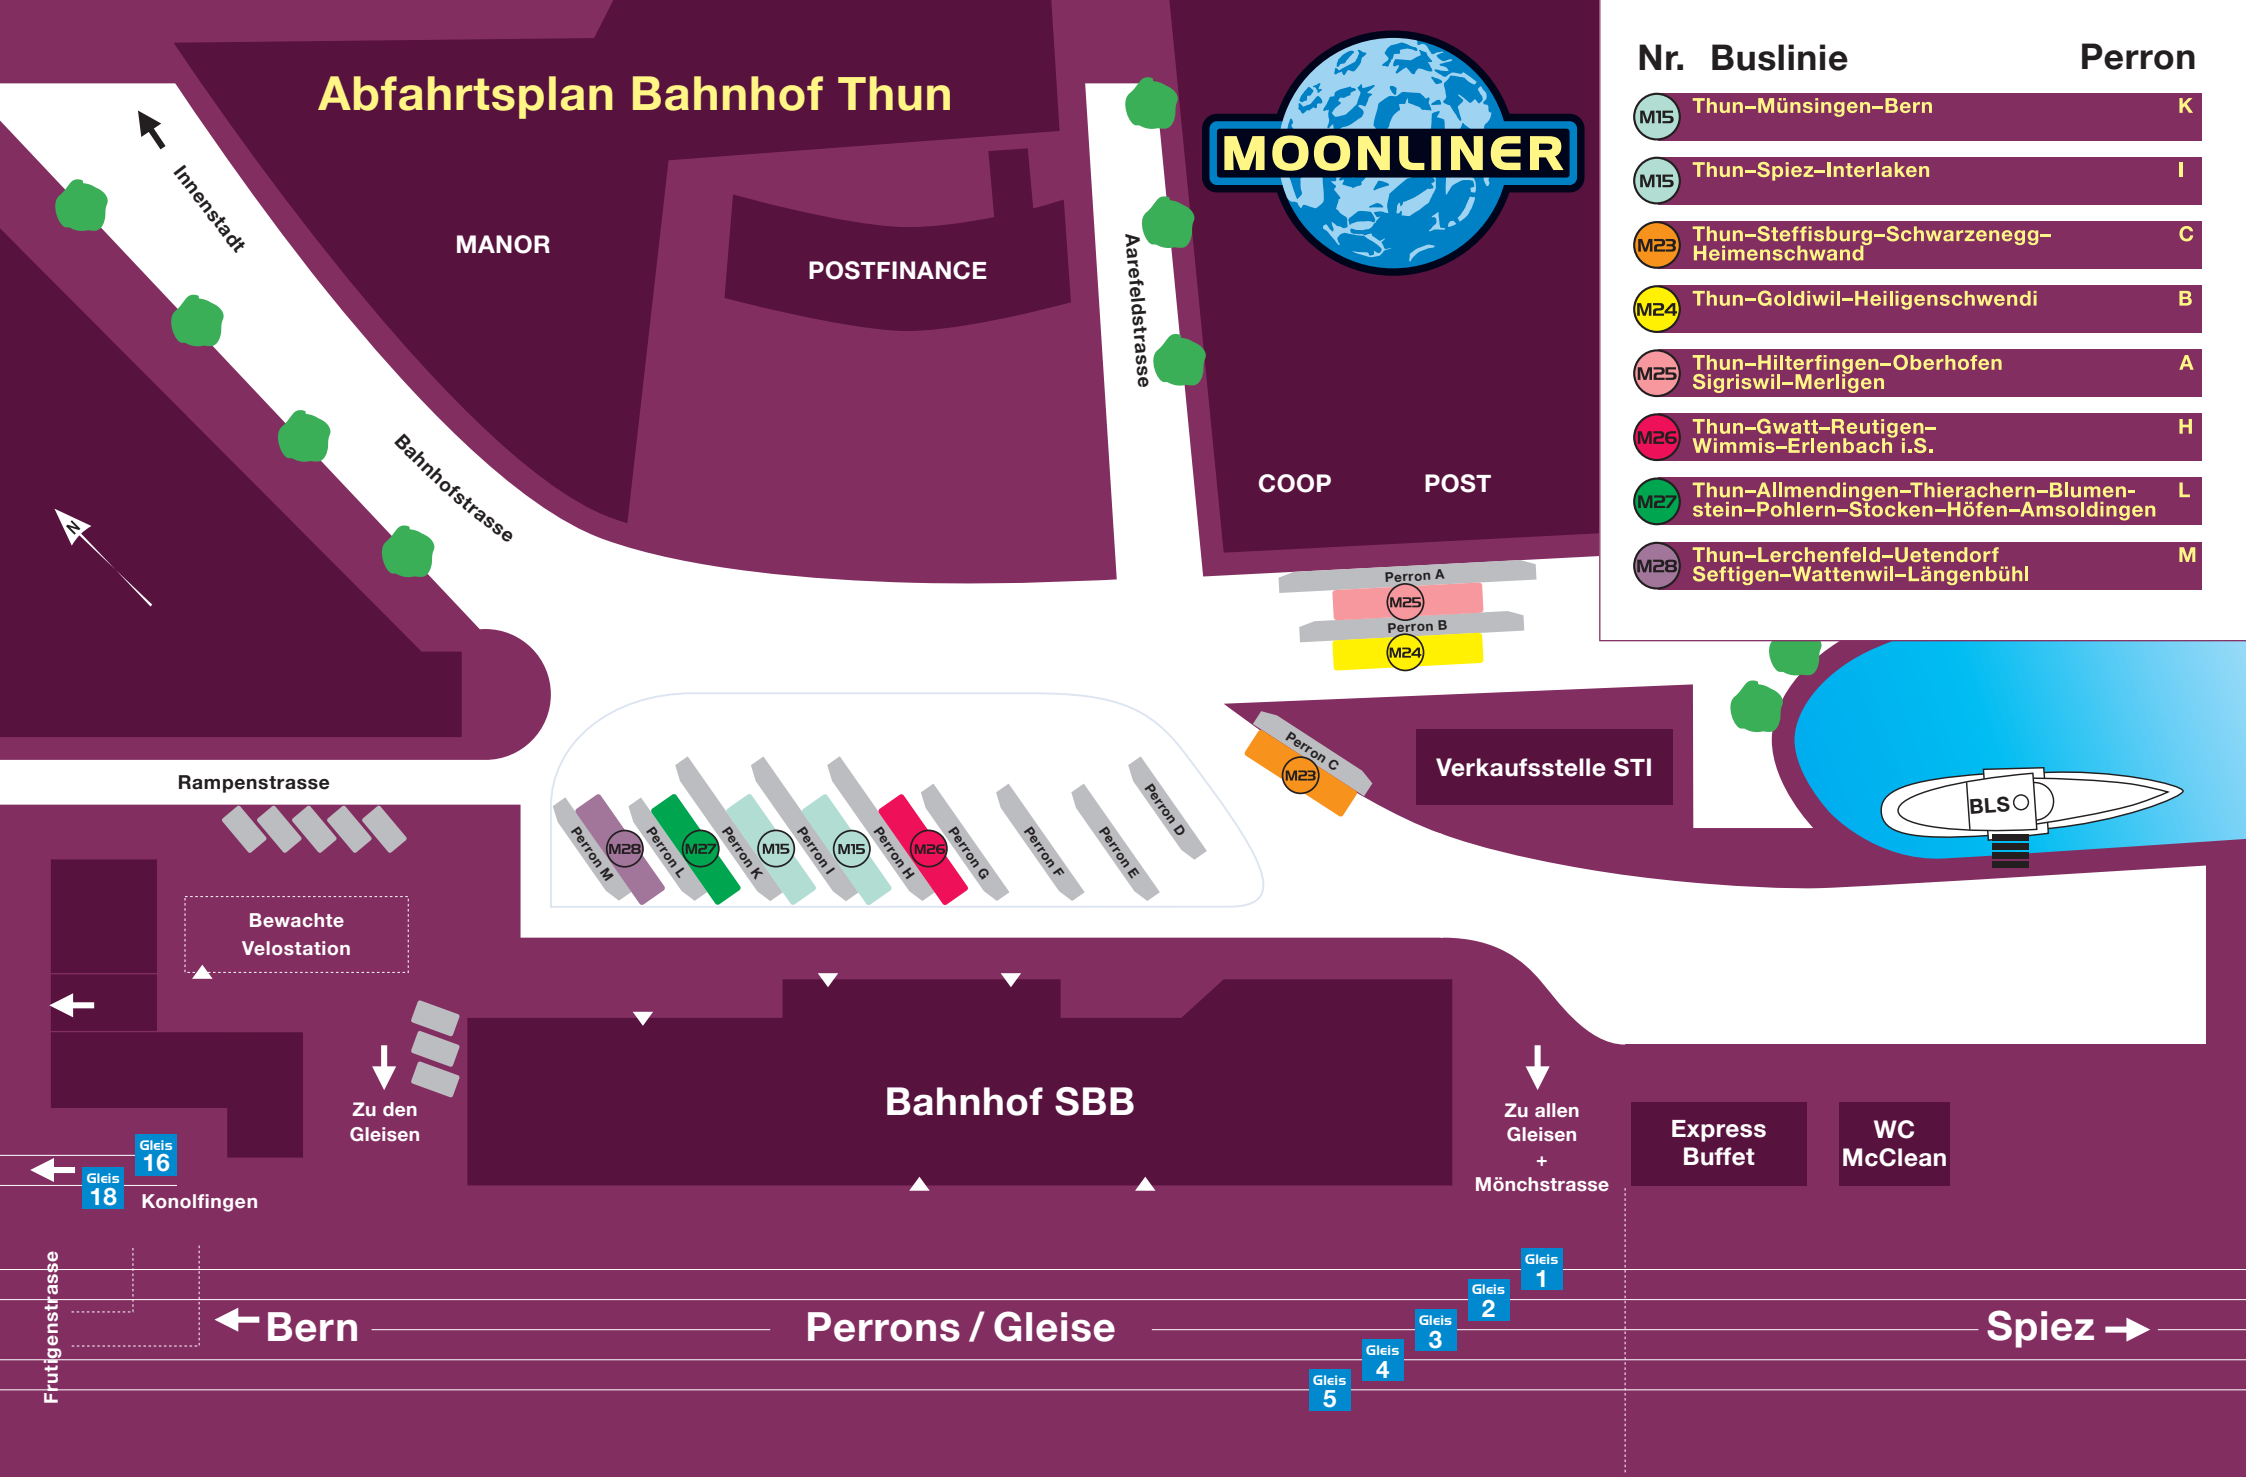 Abfahrtsplan Bahnhof Thun
MOONLINER
Nr. Buslinie Perron
M15 Thun–Münsingen–Bern K
M15 Thun–Spiez–Interlaken I
M23 Thun–Steffisburg–Schwarzenegg– C
Heimenschwand
M24 Thun–Goldiwil–Heiligenschwendi B
M25 Thun–Hilterfingen–Oberhofen A
Sigriswil–Merligen
M26 Thun–Gwatt–Reutigen– H
Wimmis–Erlenbach i.S.
M27 Thun–Allmendingen–Thierachern–Blumen- L
stein–Pohlern–Stocken–Höfen–Amsoldingen
M28 Thun–Lerchenfeld–Uetendorf M
Seftigen–Wattenwil–Längenbühl
Innenstadt
MANOR
POSTFINANCE
Aarefeldstrasse
Bahnhofstrasse
COOP
POST
N
Perron A
M25
Perron B
M24
Perron C
M23
Verkaufsstelle STI
BLS
Rampenstrasse
Perron M
M28
Perron L
M27
Perron K
M15
Perron I
M15
Perron H
M26
Perron G
Perron F
Perron E
Perron D
Bewachte
Velostation
Zu den
Gleisen
Bahnhof SBB
Zu allen
Gleisen
+
Mönchstrasse
Express
Buffet
WC
McClean
Gleis
16
Gleis
18
Konolfingen
Frutigenstrasse
Bern
Perrons / Gleise
Gleis
1
Gleis
2
Gleis
3
Gleis
4
Gleis
5
Spiez